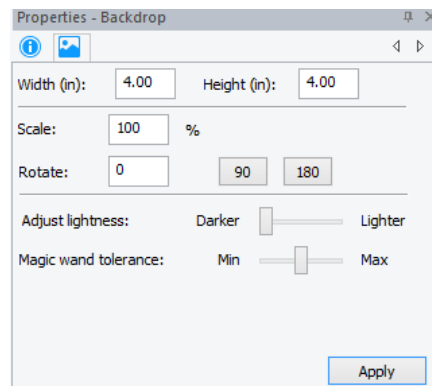 Properties - Backdrop
Width (in): 4.00 Height (in): 4.00
Scale: 100 %
Rotate: 0 90 180
Adjust lightness: Darker Lighter
Magic wand tolerance: Min Max
Apply